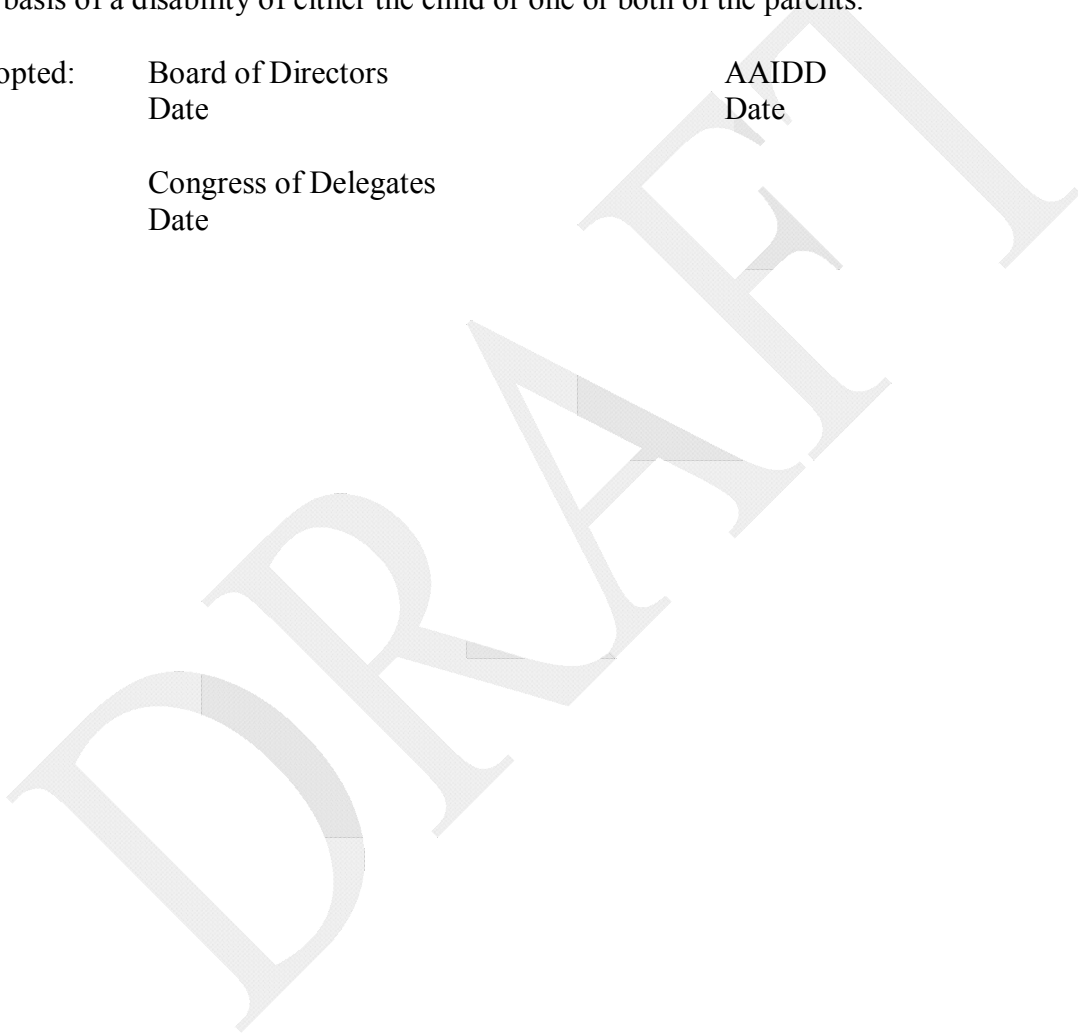 basis of a disability of either the child or one or both of the parents.
opted: Board of Directors AAIDD
Date Date
Congress of Delegates
Date
DRAFT